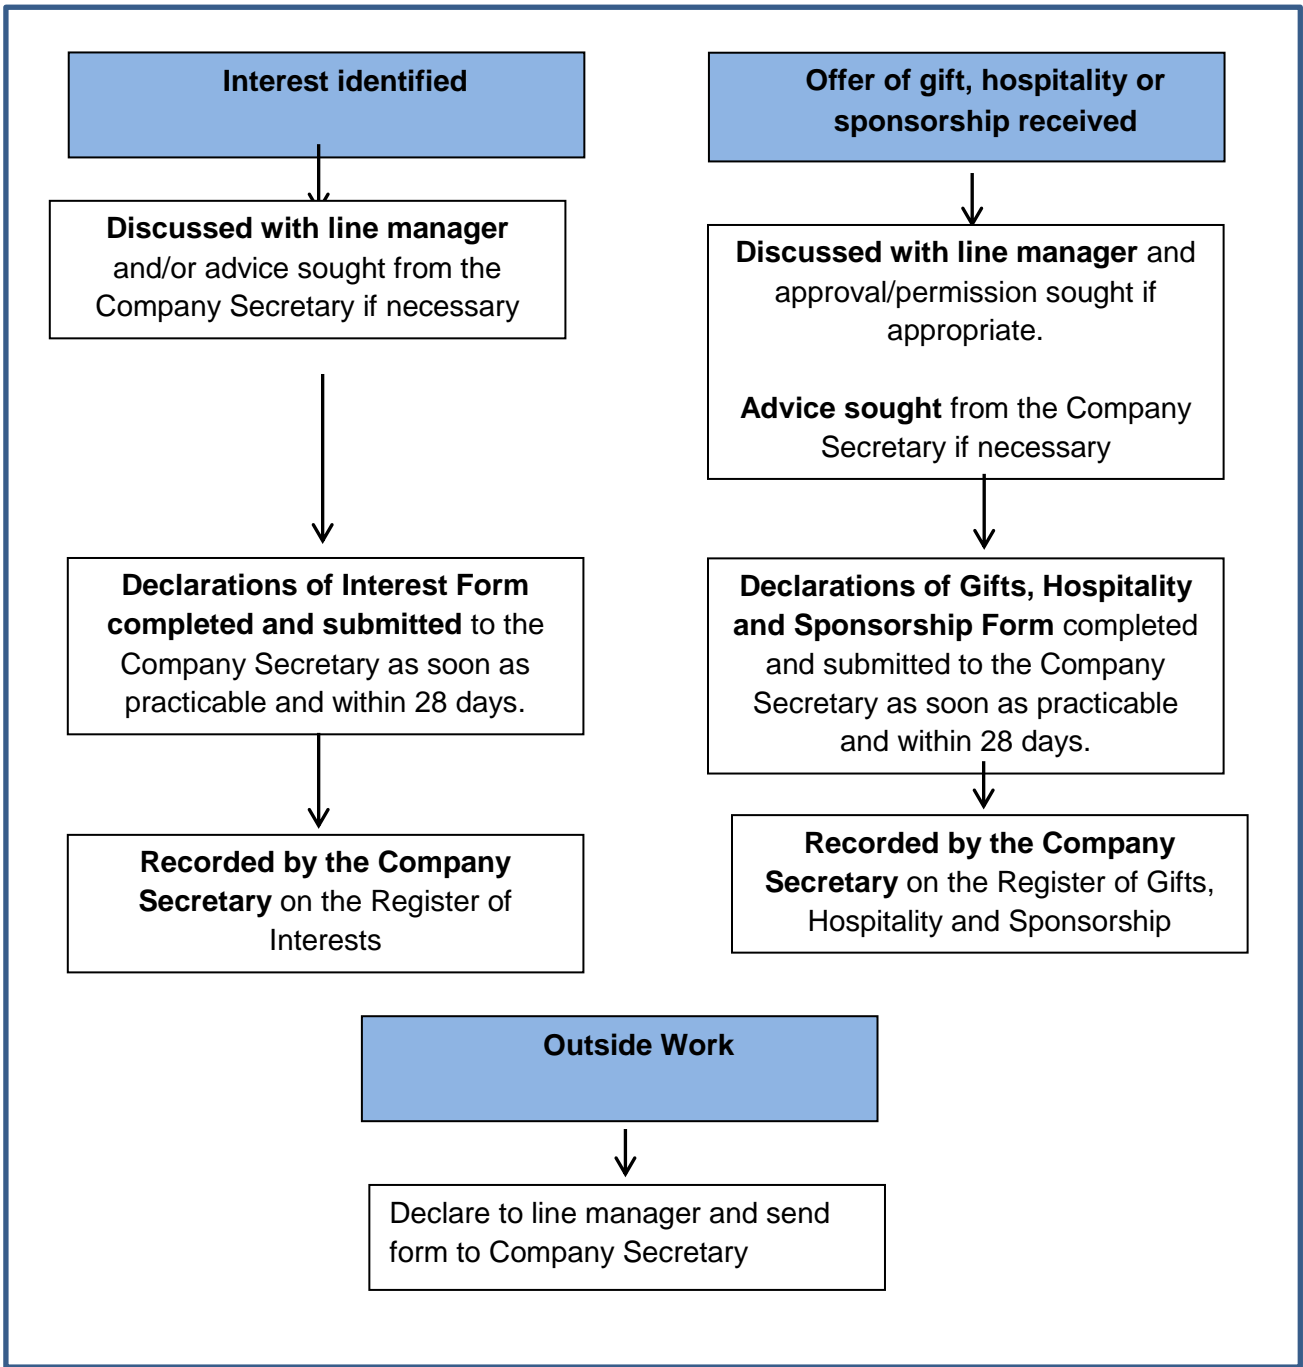 Interest identified
Discussed with line manager
and/or advice sought from the
Company Secretary if necessary
Declarations of Interest Form
completed and submitted to the
Company Secretary as soon as
practicable and within 28 days.
Recorded by the Company
Secretary on the Register of
Interests
Offer of gift, hospitality or
sponsorship received
Discussed with line manager and
approval/permission sought if
appropriate.
Advice sought from the Company
Secretary if necessary
Declarations of Gifts, Hospitality
and Sponsorship Form completed
and submitted to the Company
Secretary as soon as practicable
and within 28 days.
Recorded by the Company
Secretary on the Register of Gifts,
Hospitality and Sponsorship
Outside Work
Declare to line manager and send
form to Company Secretary